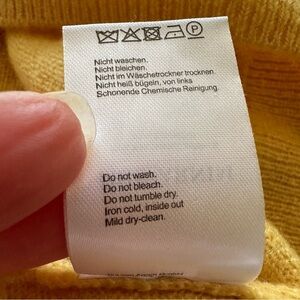 P
Nicht waschen.
Nicht bleichen.
Nicht im Wäschetrockner trocknen.
Nicht heiß bügeln, von links
Schonende Chemische Reinigung.
Do not wash.
Do not bleach.
Do not tumble dry.
Iron cold, inside out
Mild dry-clean.